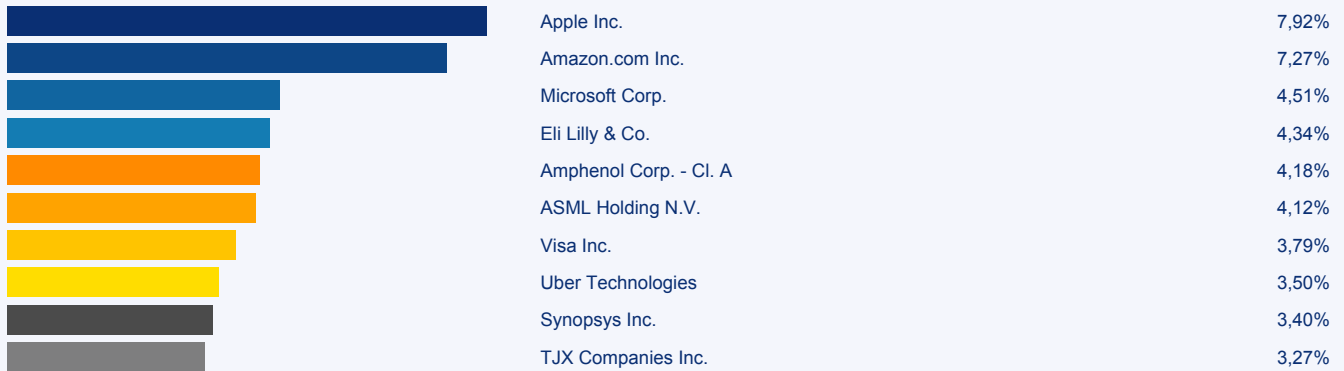 Apple Inc. 7,92%
Amazon.com Inc. 7,27%
Microsoft Corp. 4,51%
Eli Lilly & Co. 4,34%
Amphenol Corp. - Cl. A 4,18%
ASML Holding N.V. 4,12%
Visa Inc. 3,79%
Uber Technologies 3,50%
Synopsys Inc. 3,40%
TJX Companies Inc. 3,27%